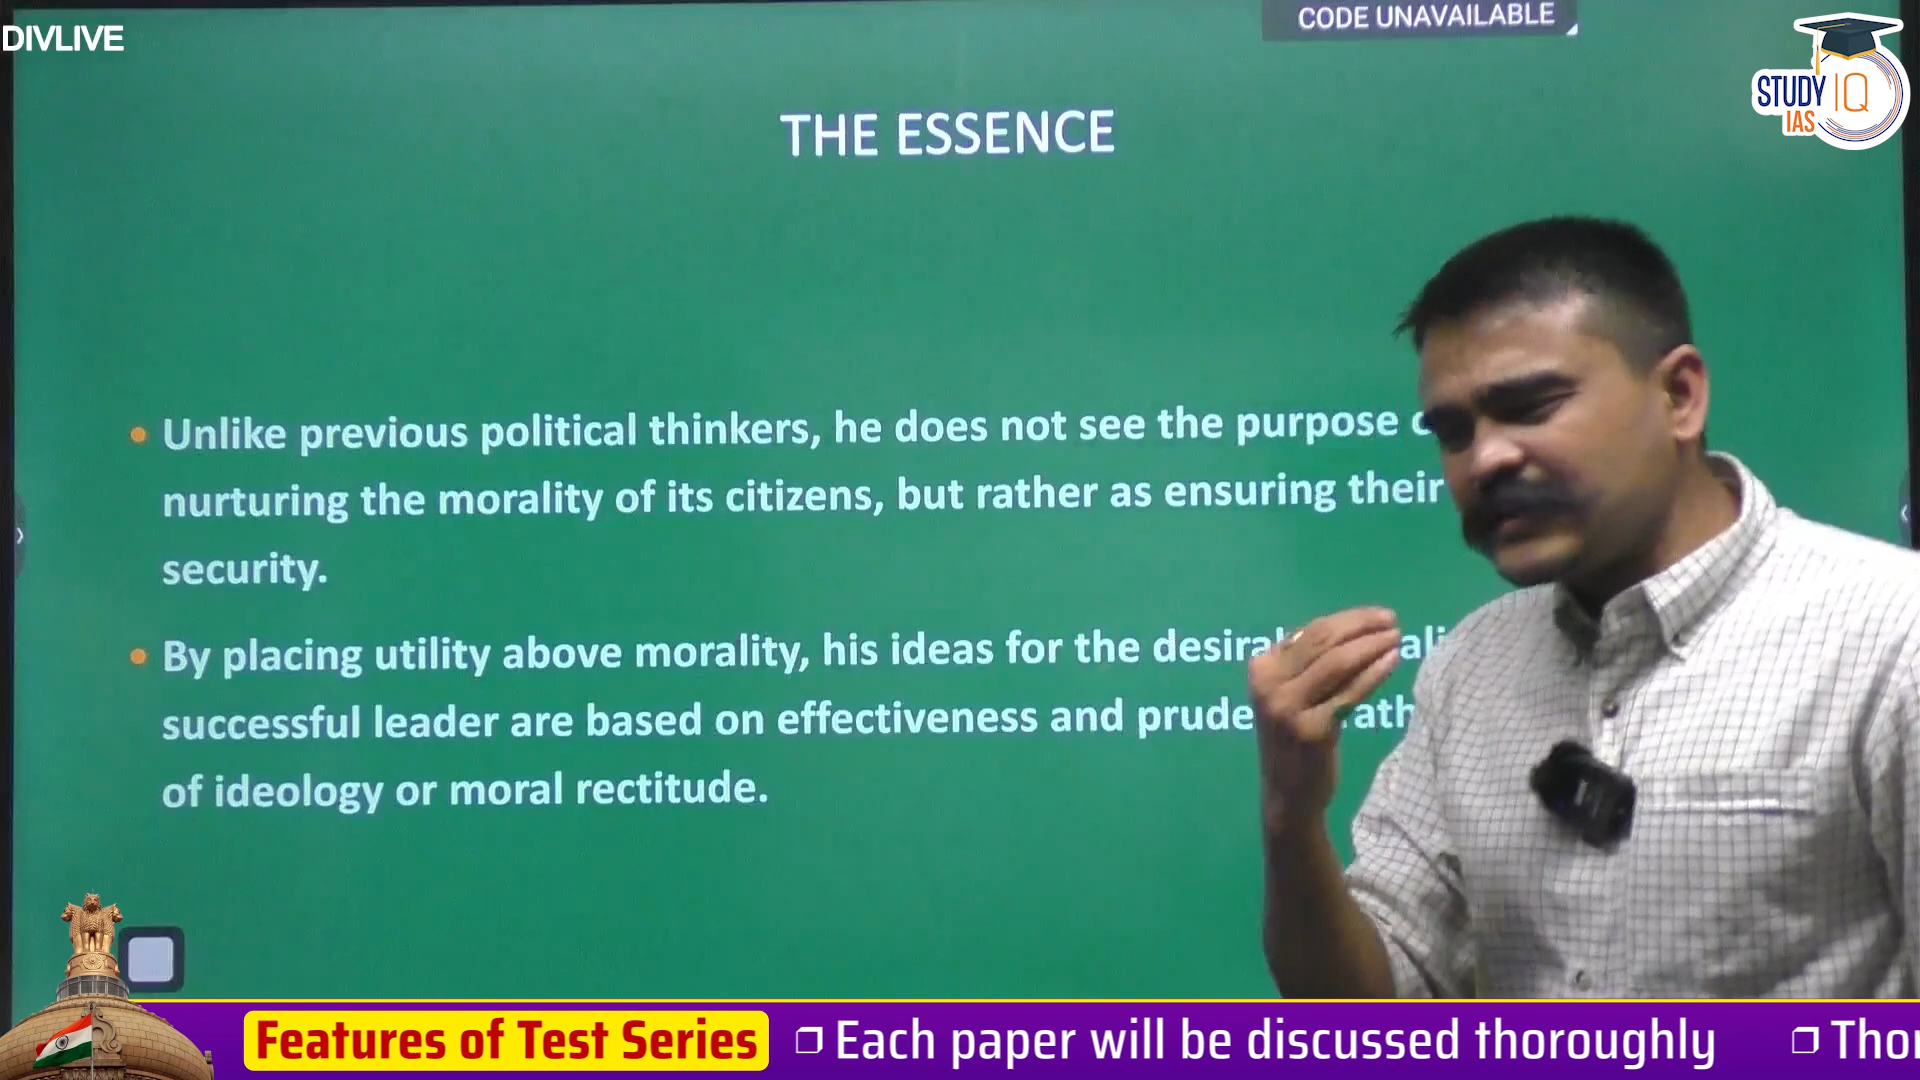 DIVLIVE
CODE UNAVAILABLE
STUDY IQ
IAS
THE ESSENCE
• Unlike previous political thinkers, he does not see the purpose
nurturing the morality of its citizens, but rather as ensuring their
security.
• By placing utility above morality, his ideas for the
successful leader are based on effectiveness and
of ideology or moral rectitude.
Features of Test Series
❐ Each paper will be discussed thoroughly
❐